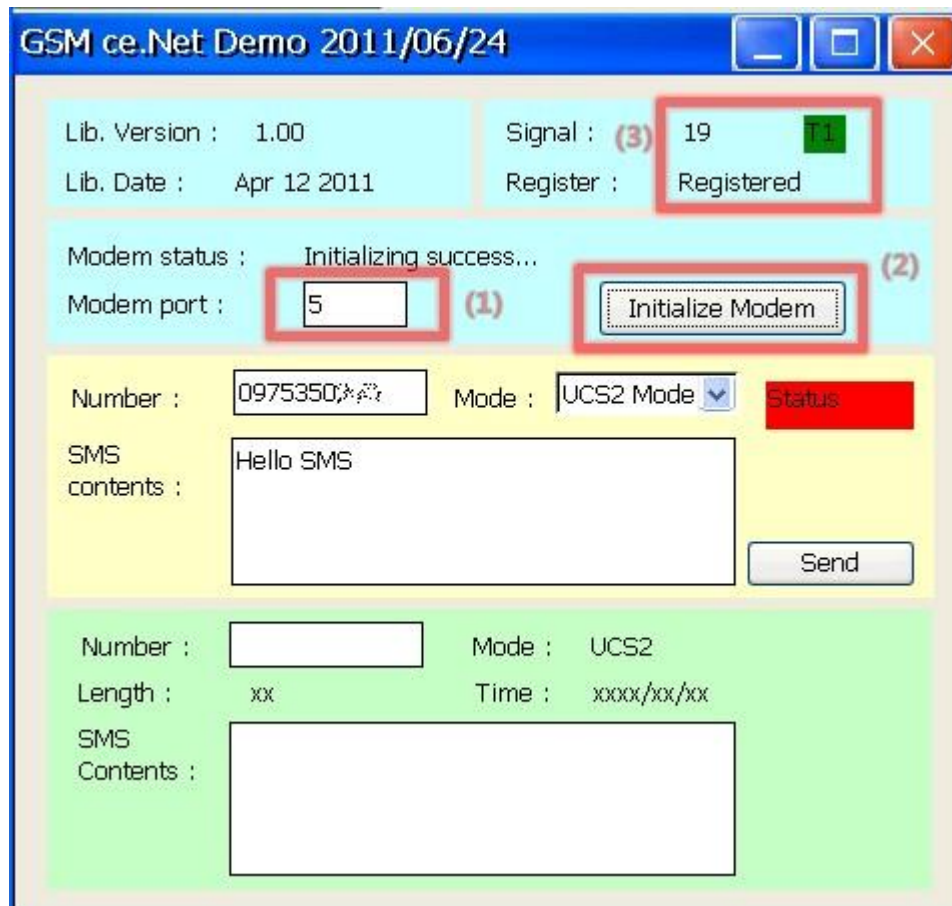 GSM ce.Net Demo 2011/06/24
Lib. Version : 1.00
Signal : (3) 19 T1
Lib. Date : Apr 12 2011
Register : Registered
Modem status : Initializing success...
(2)
Modem port : 5 (1)
Initialize Modem
Number : 0975350
Mode : UCS2 Mode
Status
SMS
contents :
Hello SMS
Send
Number :
Mode : UCS2
Length : xx
Time : xxxx/xx/xx
SMS
Contents :